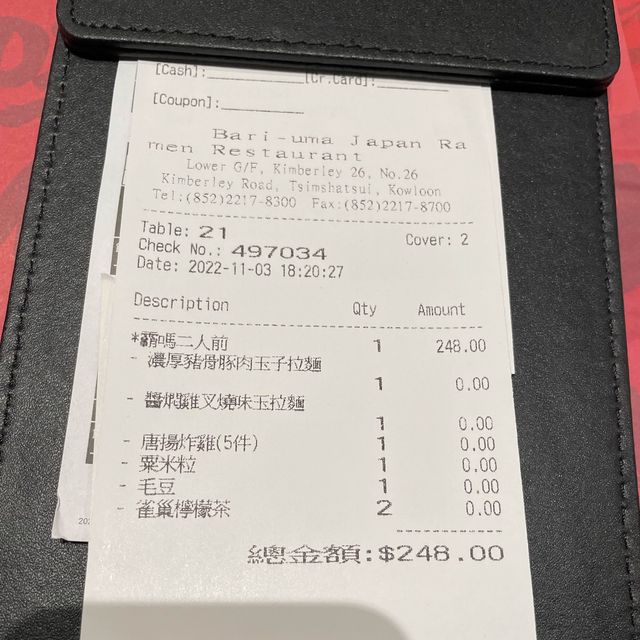 [Cash]:__________[Cr.Card]:__________
[Coupon]:__________
Bari-uma Japan Ra
men Restaurant
Lower G/F, Kimberley 26, No.26
Kimberley Road, Tsimshatsui, Kowloon
Tel:(852)2217-8300 Fax:(852)2217-8700
Table: 21 Cover: 2
Check No.: 497034
Date: 2022-11-03 18:20:27
Description Qty Amount
*霸嗎二人前 1 248.00
- 濃厚豬骨豚肉玉子拉麵
1 0.00
- 醬焗雞叉燒味玉拉麵
1 0.00
- 唐揚炸雞(5件) 1 0.00
- 粟米粒 1 0.00
- 毛豆 1 0.00
- 雀巢檸檬茶 2 0.00
總金額:$248.00